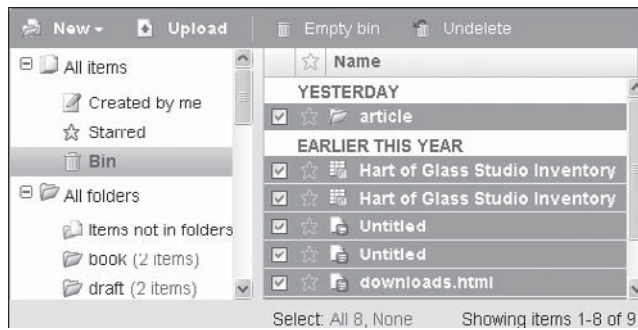 New Upload Empty bin Undelete
All items
Created by me
Starred
Bin
All folders
Items not in folders
book (2 items)
draft (2 items)
Name
YESTERDAY
article
EARLIER THIS YEAR
Hart of Glass Studio Inventory
Hart of Glass Studio Inventory
Untitled
Untitled
downloads.html
Select: All 8, None Showing items 1-8 of 9